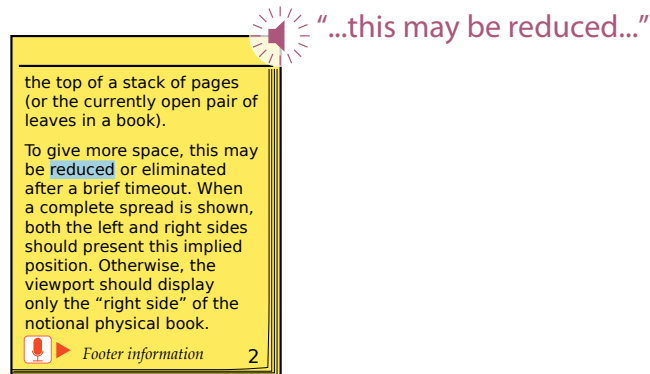 “...this may be reduced...”
the top of a stack of pages
(or the currently open pair of
leaves in a book).
To give more space, this may
be reduced or eliminated
after a brief timeout. When
a complete spread is shown,
both the left and right sides
should present this implied
position. Otherwise, the
viewport should display
only the “right side” of the
notional physical book.
Footer information 2